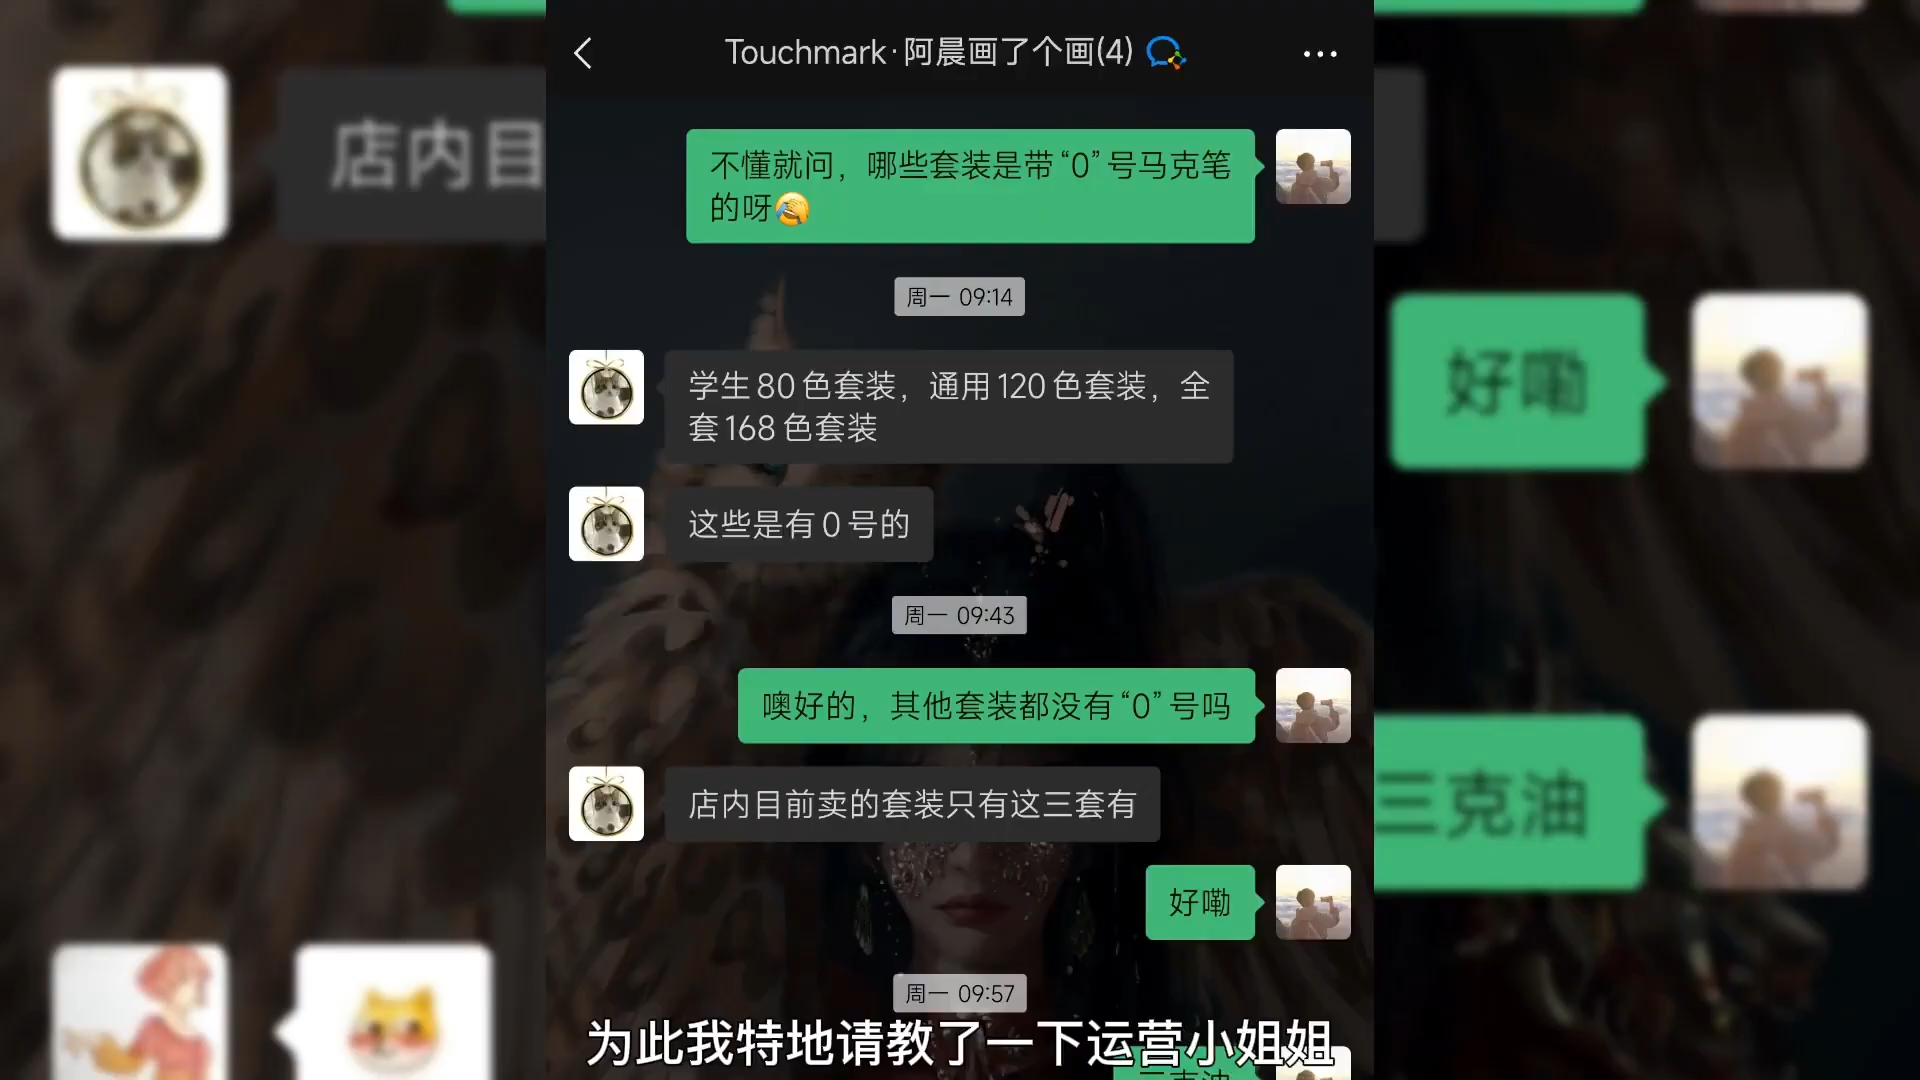 Touchmark·阿晨画了个画(4)
不懂就问，哪些套装是带“0”号马克笔
的呀
周一 09:14
学生80色套装，通用120色套装，全
套168色套装
这些是有0号的
周一 09:43
噢好的，其他套装都没有“0”号吗
店内目前卖的套装只有这三套有
好嘞
周一 09:57
为此我特地请教了一下运营小姐姐
店内目
好嘞
三克油